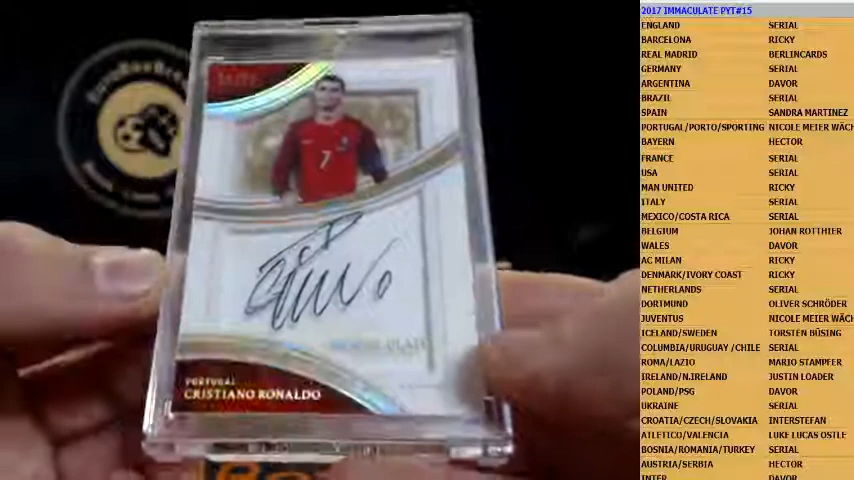 7
PORTUGAL
CRISTIANO RONALDO
2017 IMMACULATE PYT#15
ENGLAND SERIAL
BARCELONA RICKY
REAL MADRID BERLINCARDS
GERMANY SERIAL
ARGENTINA DAVOR
BRAZIL SERIAL
SPAIN SANDRA MARTINEZ
PORTUGAL/PORTO/SPORTING NICOLE MEIER WÄCH
BAYERN HECTOR
FRANCE SERIAL
USA SERIAL
MAN UNITED RICKY
ITALY SERIAL
MEXICO/COSTA RICA SERIAL
BELGIUM JOHAN ROTTHIER
WALES DAVOR
AC MILAN RICKY
DENMARK/IVORY COAST RICKY
NETHERLANDS SERIAL
DORTMUND OLIVER SCHRÖDER
JUVENTUS NICOLE MEIER WÄCH
ICELAND/SWEDEN TORSTEN BÜSING
COLUMBIA/URUGUAY /CHILE SERIAL
ROMA/LAZIO MARIO STAMPFER
IRELAND/N.IRELAND JUSTIN LOADER
POLAND/PSG DAVOR
UKRAINE SERIAL
CROATIA/CZECH/SLOVAKIA INTERSTEFAN
ATLETICO/VALENCIA LUKE LUCAS OSTLE
BOSNIA/ROMANIA/TURKEY SERIAL
AUSTRIA/SERBIA HECTOR
INTER DAVOR